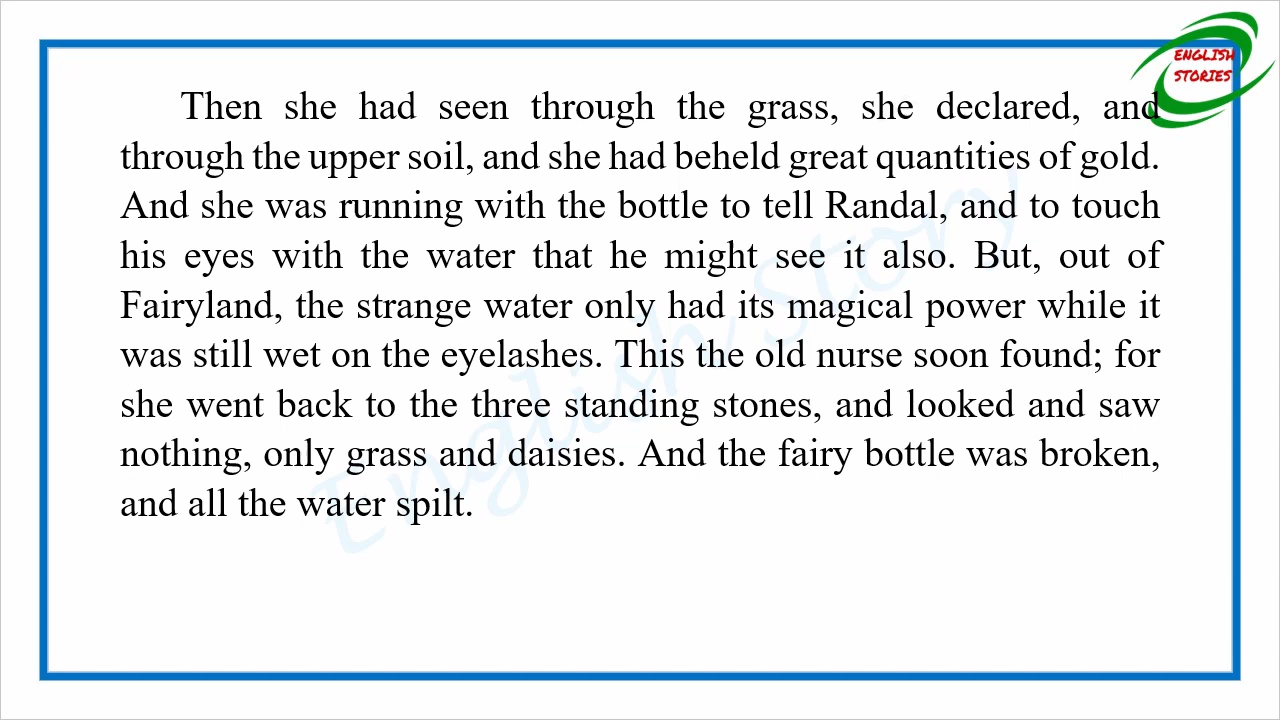 ENGLISH
STORIES
Then she had seen through the grass, she declared, and
through the upper soil, and she had beheld great quantities of gold.
And she was running with the bottle to tell Randal, and to touch
his eyes with the water that he might see it also. But, out of
Fairyland, the strange water only had its magical power while it
was still wet on the eyelashes. This the old nurse soon found; for
she went back to the three standing stones, and looked and saw
nothing, only grass and daisies. And the fairy bottle was broken,
and all the water spilt.
English Story